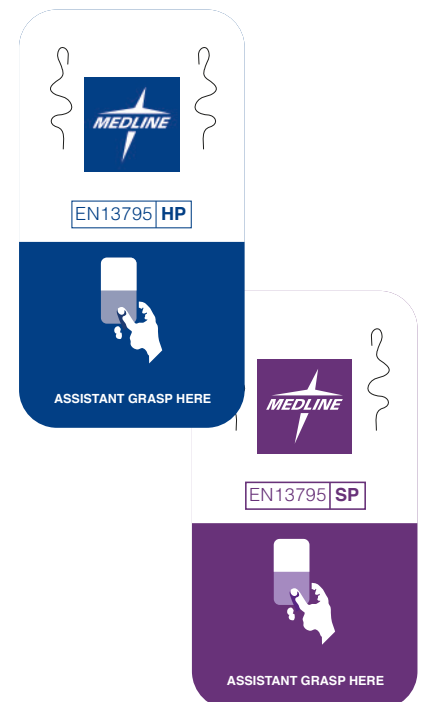 MEDLINE
EN13795 HP
ASSISTANT GRASP HERE
MEDLINE
EN13795 SP
ASSISTANT GRASP HERE